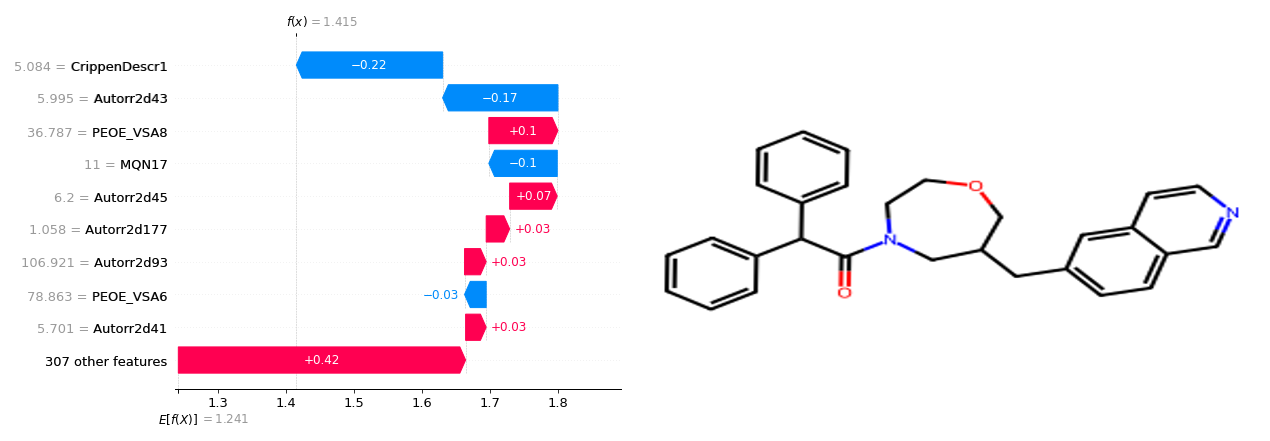 f(x) = 1.415
5.084 = CrippenDescr1 −0.22
5.995 = Autorr2d43 −0.17
36.787 = PEOE_VSA8 +0.1
11 = MQN17 −0.1
6.2 = Autorr2d45 +0.07
1.058 = Autorr2d177 +0.03
106.921 = Autorr2d93 +0.03
78.863 = PEOE_VSA6 −0.03
5.701 = Autorr2d41 +0.03
307 other features +0.42
1.3 1.4 1.5 1.6 1.7 1.8
E[f(X)] = 1.241
O
N
N
O